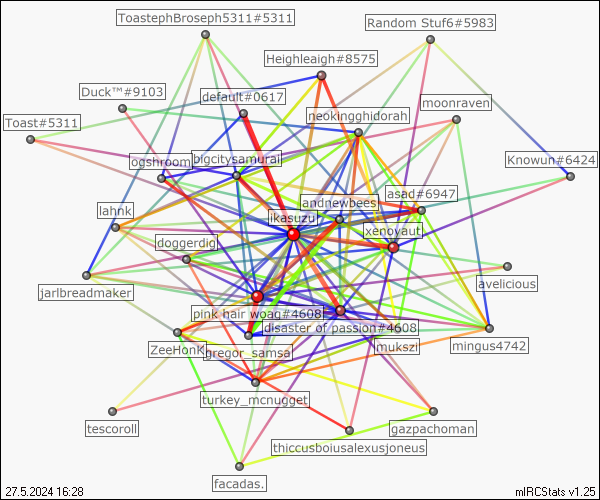 ToastephBroseph5311#5311
Random Stuf6#5983
Heighleigh#8575
Duck™#9103
default#0617
moonraven
neokingghidorah
Toast#5311
ogshroom
bigcitysamurai
Knowun#6424
asad#6947
andnewbees
lahnk
ikasuzu
xenoyaut
doggerdig
avelicious
jarlbreadmaker
pink hair woag#4608
disaster of passion#4608
mingus4742
ZeeHonk
gregor_samsa
mukszi
turkey_mcnugget
tescoroll
gazpachoman
thiccusboiusalexusjoneus
facadas.
27.5.2024 16:28
mIRCStats v1.25